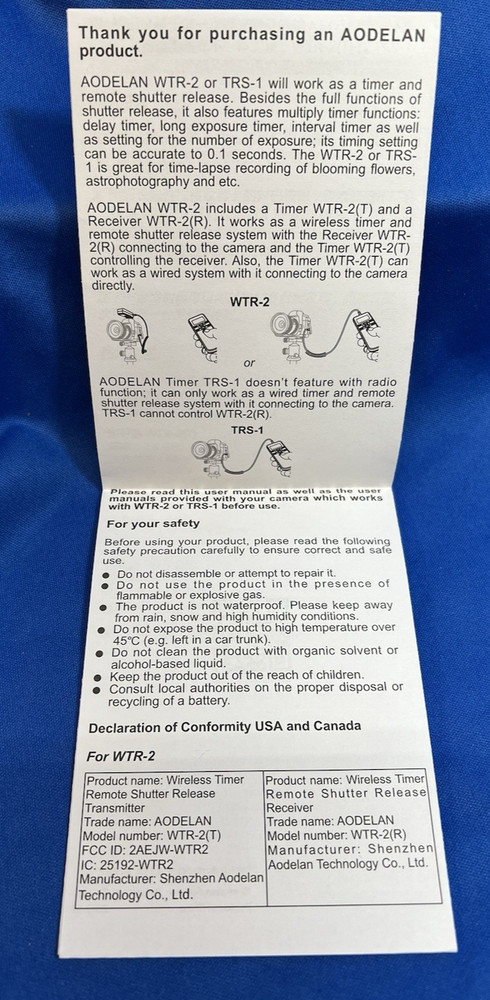 Thank you for purchasing an AODELAN
product.
AODELAN WTR-2 or TRS-1 will work as a timer and
remote shutter release. Besides the full functions of
shutter release, it also features multiply timer functions:
delay timer, long exposure timer, interval timer as well
as setting for the number of exposure; its timing setting
can be accurate to 0.1 seconds. The WTR-2 or TRS-
1 is great for time-lapse recording of blooming flowers,
astrophotography and etc.
AODELAN WTR-2 includes a Timer WTR-2(T) and a
Receiver WTR-2(R). It works as a wireless timer and
remote shutter release system with the Receiver WTR-
2(R) connecting to the camera and the Timer WTR-2(T)
controlling the receiver. Also, the Timer WTR-2(T) can
work as a wired system with it connecting to the camera
directly.
WTR-2
or
AODELAN Timer TRS-1 doesn't feature with radio
function; it can only work as a wired timer and remote
shutter release system with it connecting to the camera.
TRS-1 cannot control WTR-2(R).
TRS-1
Please read this user manual as well as the user
manuals provided with your camera which works
with WTR-2 or TRS-1 before use.
For your safety
Before using your product, please read the following
safety precaution carefully to ensure correct and safe
use.
● Do not disassemble or attempt to repair it.
● Do not use the product in the presence of
flammable or explosive gas.
● The product is not waterproof. Please keep away
from rain, snow and high humidity conditions.
● Do not expose the product to high temperature over
45°C (e.g. left in a car trunk).
● Do not clean the product with organic solvent or
alcohol-based liquid.
● Keep the product out of the reach of children.
● Consult local authorities on the proper disposal or
recycling of a battery.
Declaration of Conformity USA and Canada
For WTR-2
Product name: Wireless Timer
Remote Shutter Release
Transmitter
Trade name: AODELAN
Model number: WTR-2(T)
FCC ID: 2AEJW-WTR2
IC: 25192-WTR2
Manufacturer: Shenzhen Aodelan
Technology Co., Ltd.
Product name: Wireless Timer
Remote Shutter Release
Receiver
Trade name: AODELAN
Model number: WTR-2(R)
Manufacturer: Shenzhen
Aodelan Technology Co., Ltd.